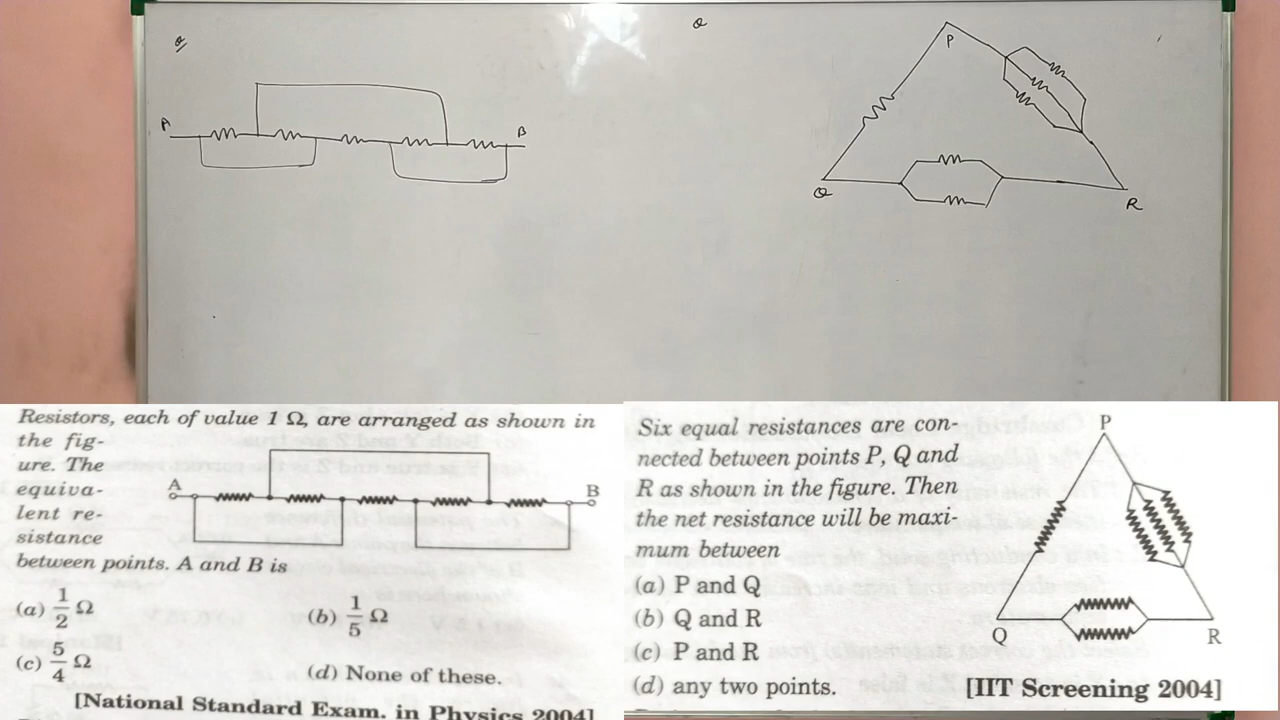 Q
A
B
Q
P
Q
R
Resistors, each of value 1 Ω, are arranged as shown in
the fig-
ure. The
equiva-
lent re-
sistance
between points. A and B is
A
B
(a) 1/2 Ω
(b) 1/5 Ω
(c) 5/4 Ω
(d) None of these.
[National Standard Exam. in Physics 2004]
Six equal resistances are con-
nected between points P, Q and
R as shown in the figure. Then
the net resistance will be maxi-
mum between
(a) P and Q
(b) Q and R
(c) P and R
(d) any two points.
[IIT Screening 2004]
P
Q
R